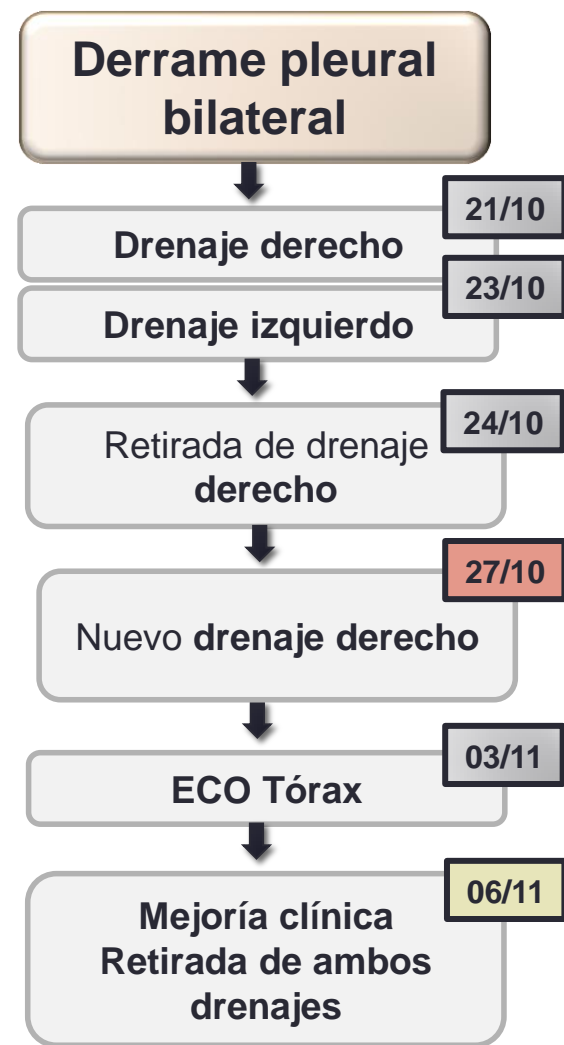 Derrame pleural
bilateral
21/10
Drenaje derecho
23/10
Drenaje izquierdo
24/10
Retirada de drenaje
derecho
27/10
Nuevo drenaje derecho
03/11
ECO Tórax
06/11
Mejoría clínica
Retirada de ambos
drenajes